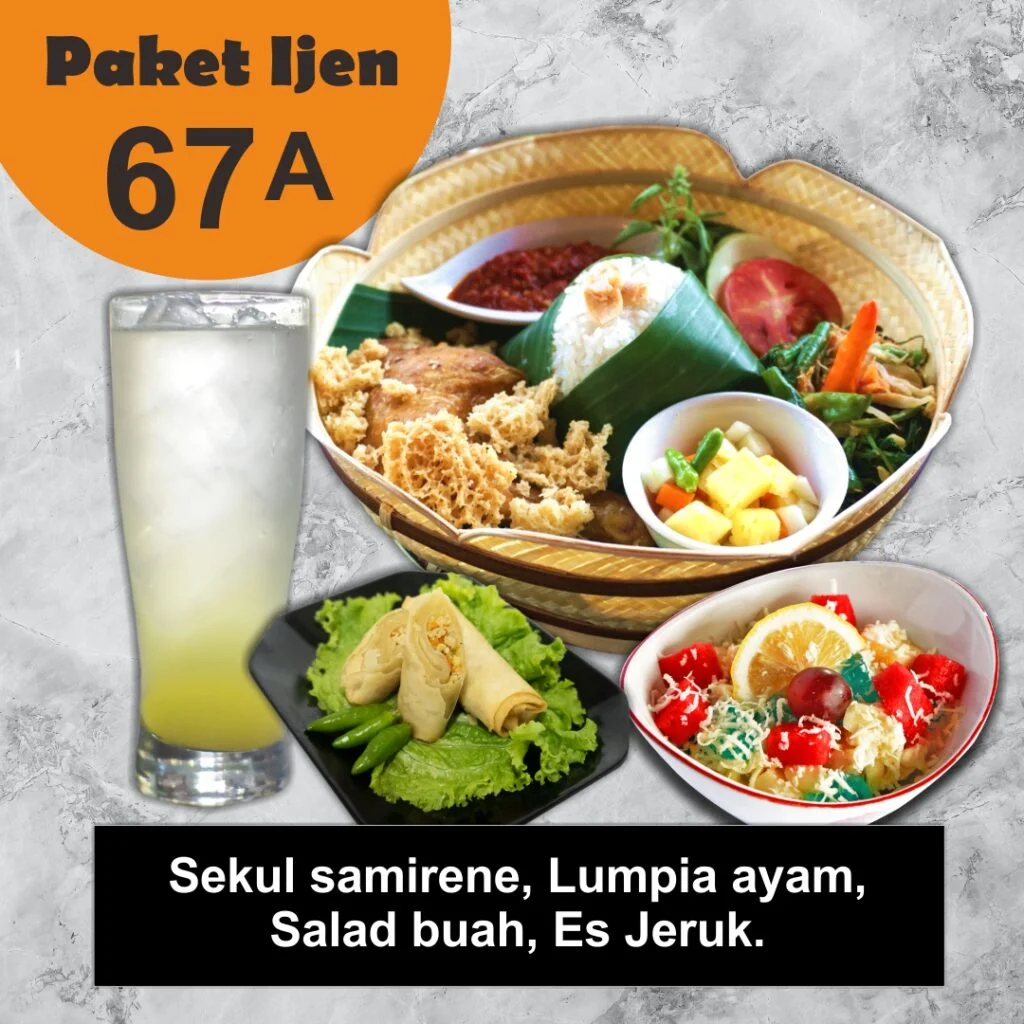 Paket Ijen
67A
Sekul samirene, Lumpia ayam,
Salad buah, Es Jeruk.